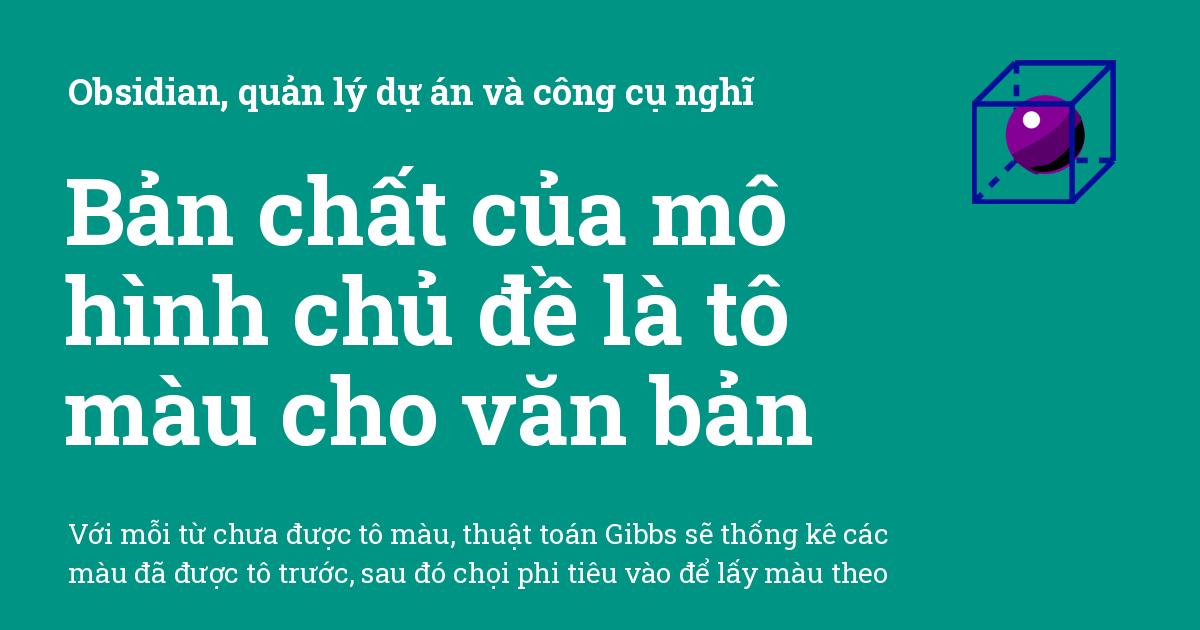 Obsidian, quản lý dự án và công cụ nghĩ
Bản chất của mô
hình chủ đề là tô
màu cho văn bản
Với mỗi từ chưa được tô màu, thuật toán Gibbs sẽ thống kê các
màu đã được tô trước, sau đó chọi phi tiêu vào để lấy màu theo